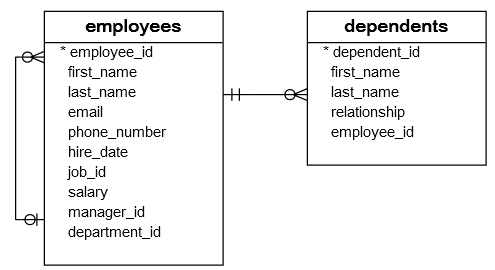 employees
* employee_id
first_name
last_name
email
phone_number
hire_date
job_id
salary
manager_id
department_id
dependents
* dependent_id
first_name
last_name
relationship
employee_id